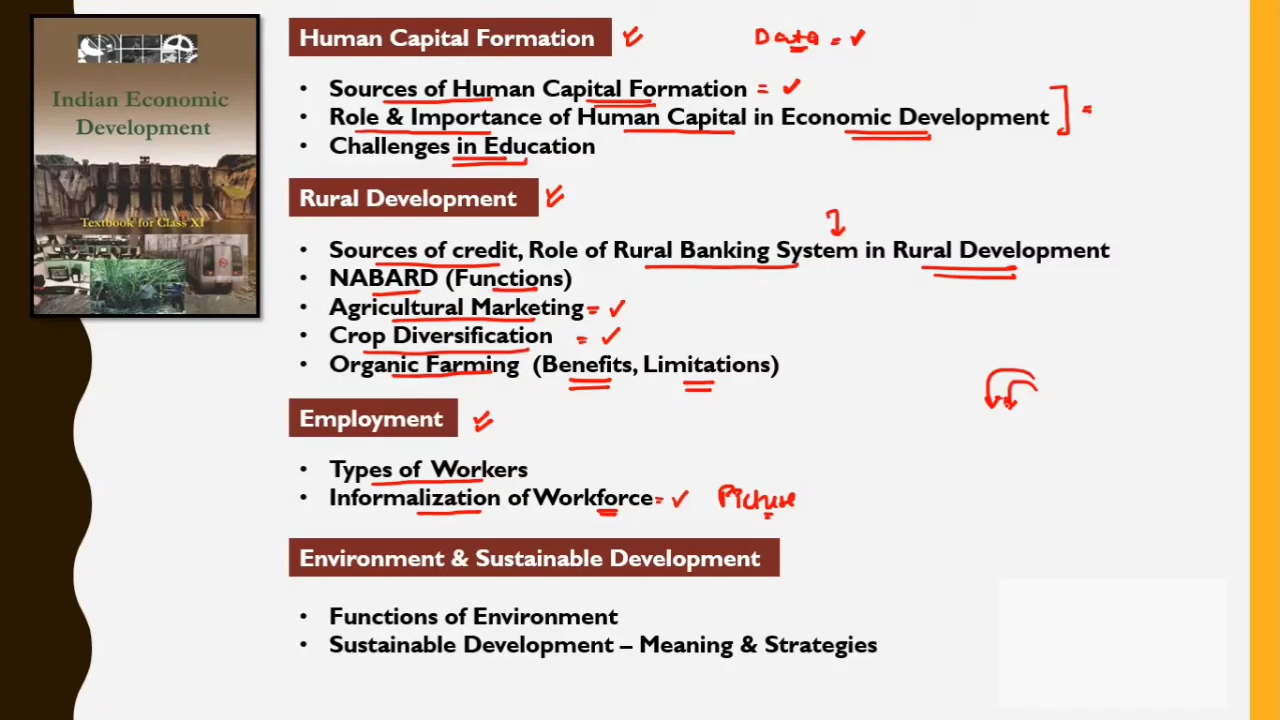 Indian Economic
Development
Textbook for Class XI
Human Capital Formation
Data = ✓
• Sources of Human Capital Formation = ✓
• Role & Importance of Human Capital in Economic Development ] =
• Challenges in Education
Rural Development
• Sources of credit, Role of Rural Banking System in Rural Development
• NABARD (Functions)
• Agricultural Marketing = ✓
• Crop Diversification = ✓
• Organic Farming (Benefits, Limitations)
Employment
• Types of Workers
• Informalization of Workforce = ✓ Picture
Environment & Sustainable Development
• Functions of Environment
• Sustainable Development – Meaning & Strategies